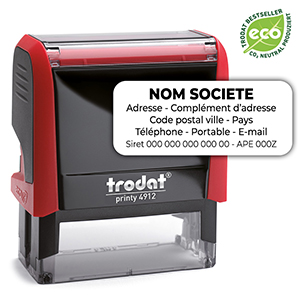 TRODAT BESTSELLER
eco
CO₂ NEUTRAL PRODUZIERT
NOM SOCIETE
Adresse - Complément d'adresse
Code postal ville - Pays
Téléphone - Portable - E-mail
Siret 000 000 000 000 00 - APE 000Z
trodat
printy 4912